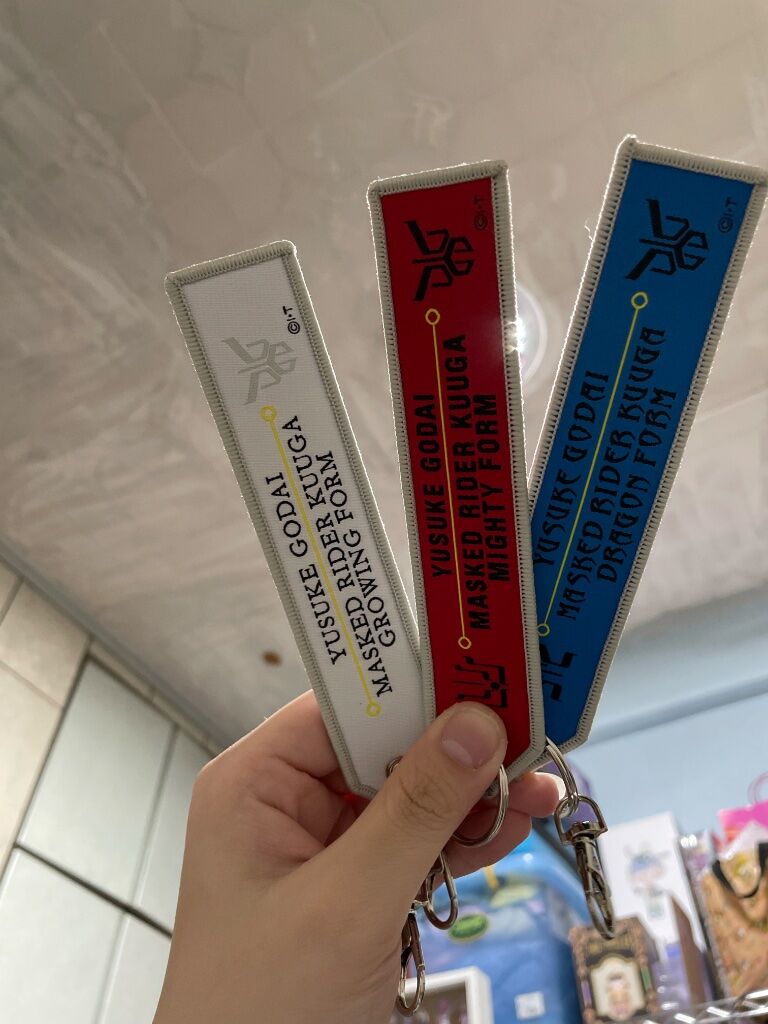 ©I·T
YUSUKE GODAI
MASKED RIDER KUUGA
GROWING FORM
©I·T
YUSUKE GODAI
MASKED RIDER KUUGA
MIGHTY FORM
©I·T
YUSUKE GODAI
MASKED RIDER KUUGA
DRAGON FORM